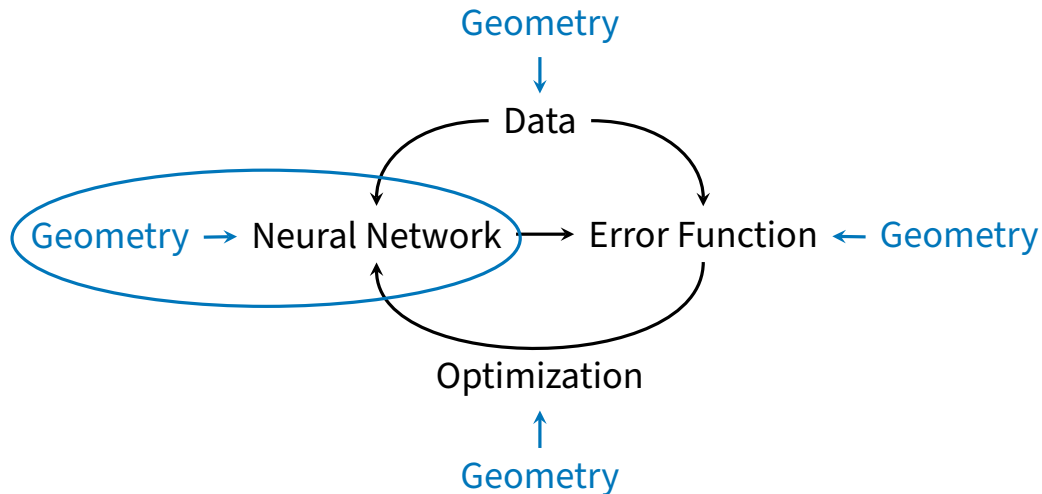 Geometry
Data
Geometry Neural Network Error Function Geometry
Optimization
Geometry